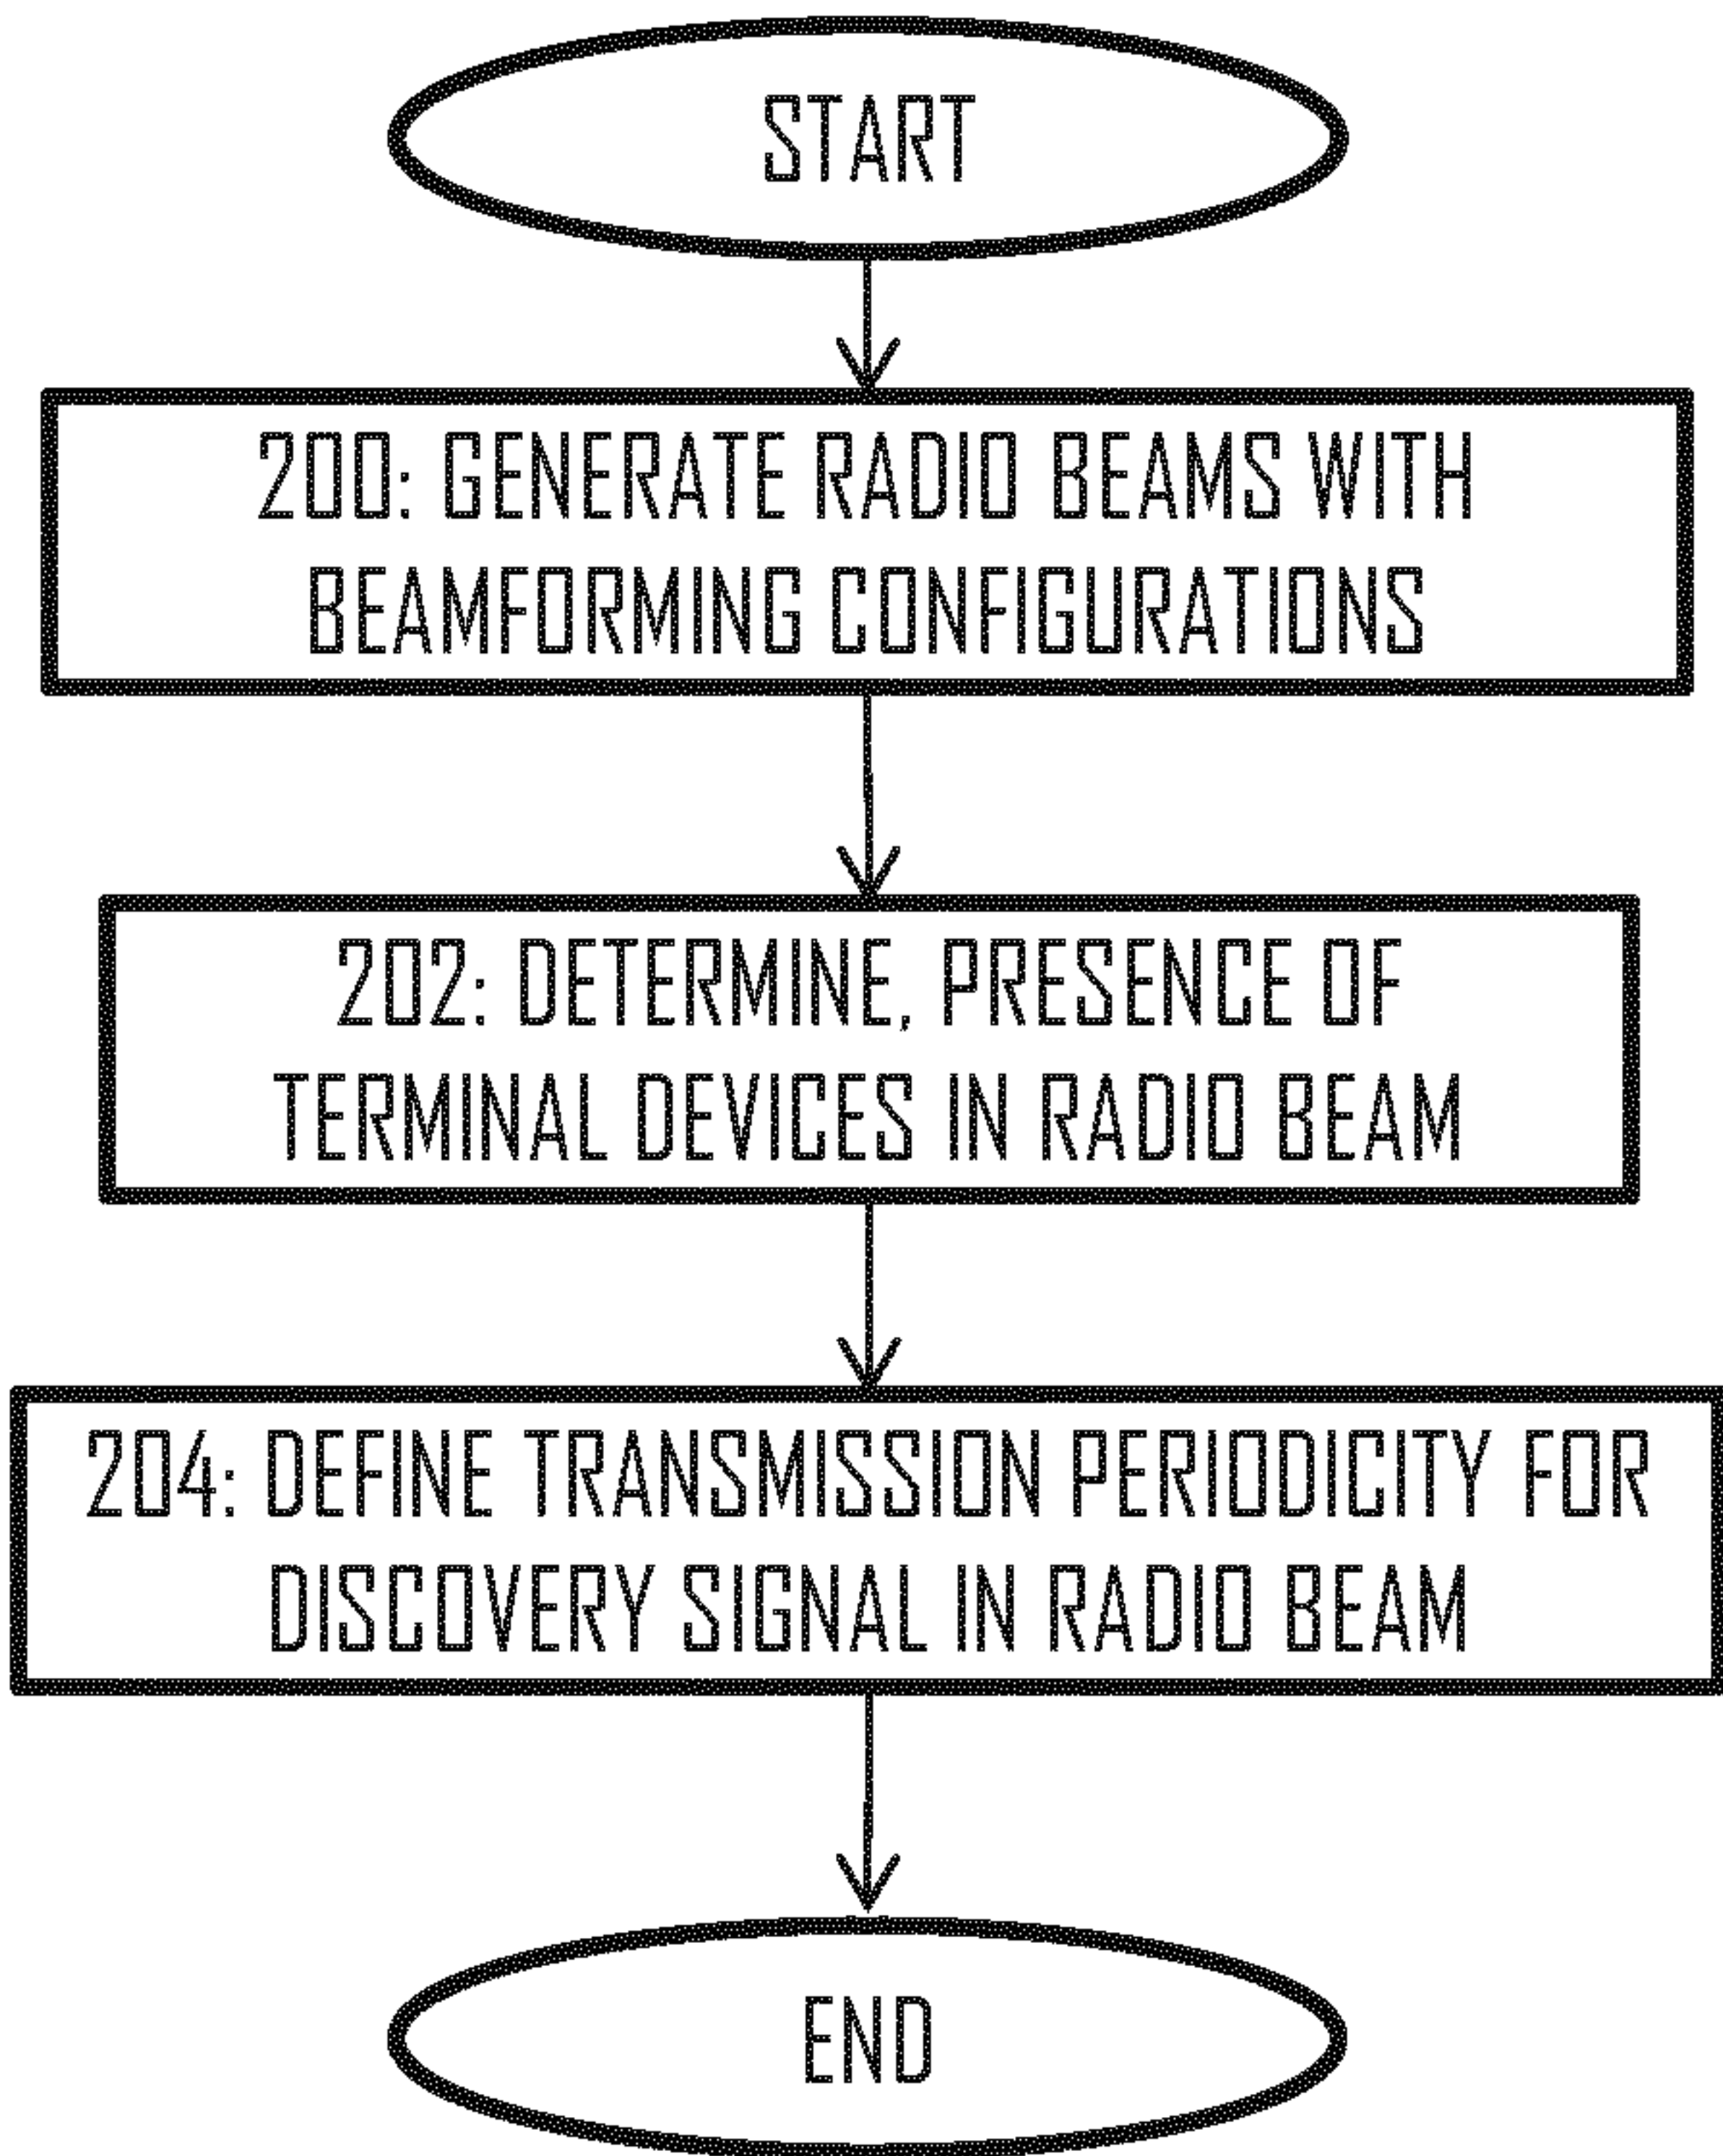 START
200: GENERATE RADIO BEAMS WITH
BEAMFORMING CONFIGURATIONS
202: DETERMINE, PRESENCE OF
TERMINAL DEVICES IN RADIO BEAM
204: DEFINE TRANSMISSION PERIODICITY FOR
DISCOVERY SIGNAL IN RADIO BEAM
END